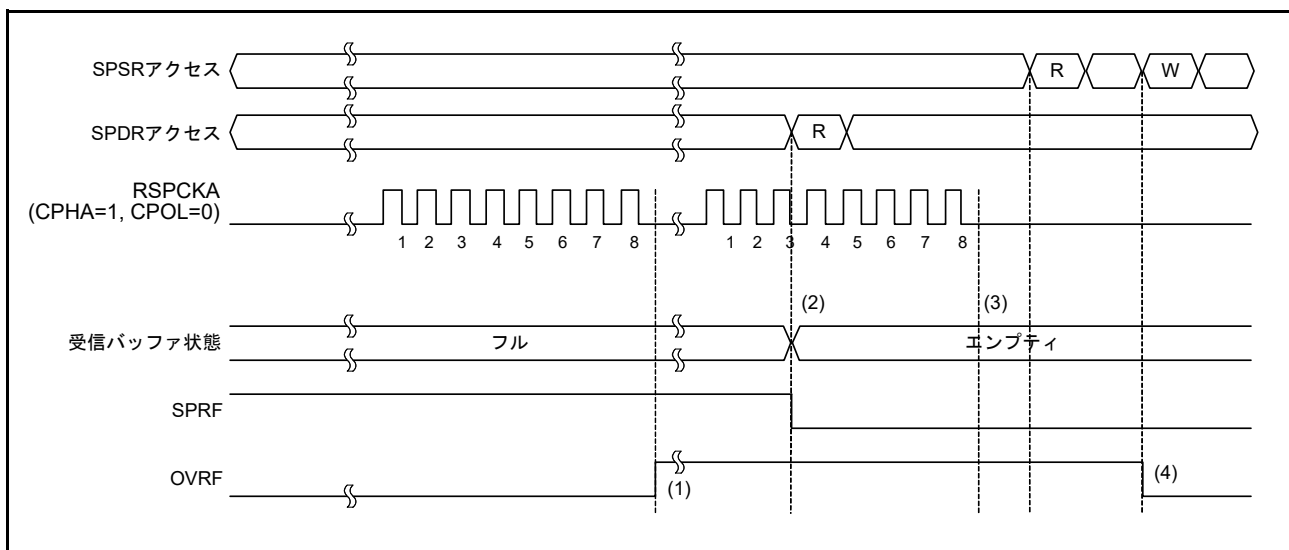 SPSRアクセス
R
W
SPDRアクセス
R
RSPCKA
(CPHA=1, CPOL=0)
1 2 3 4 5 6 7 8
1 2 3 4 5 6 7 8
(2)
(3)
受信バッファ状態
フル
エンプティ
SPRF
OVRF
(1)
(4)